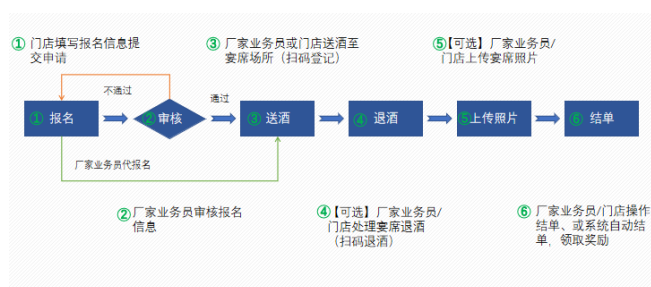 ① 门店填写报名信息提
交申请
③ 厂家业务员或门店送酒至
宴席场所（扫码登记）
⑤【可选】厂家业务员/
门店上传宴席照片
不通过
通过
① 报名
② 审核
③ 送酒
④ 退酒
⑤ 上传照片
⑥ 结单
厂家业务员代报名
② 厂家业务员审核报名
信息
④【可选】厂家业务员/
门店处理宴席退酒
（扫码退酒）
⑥ 厂家业务员/门店操作
结单、或系统自动结
单，领取奖励